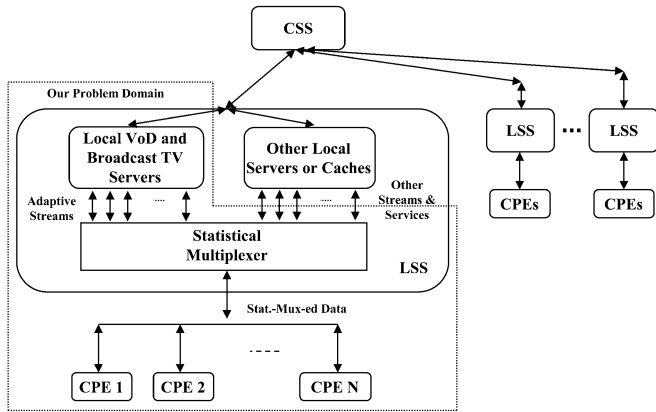 CSS
Our Problem Domain
Local VoD and
Broadcast TV
Servers
Other Local
Servers or Caches
LSS
LSS
CPEs
CPEs
Adaptive
Streams
Other
Streams &
Services
Statistical
Multiplexer
LSS
Stat.-Mux-ed Data
CPE 1
CPE 2
CPE N